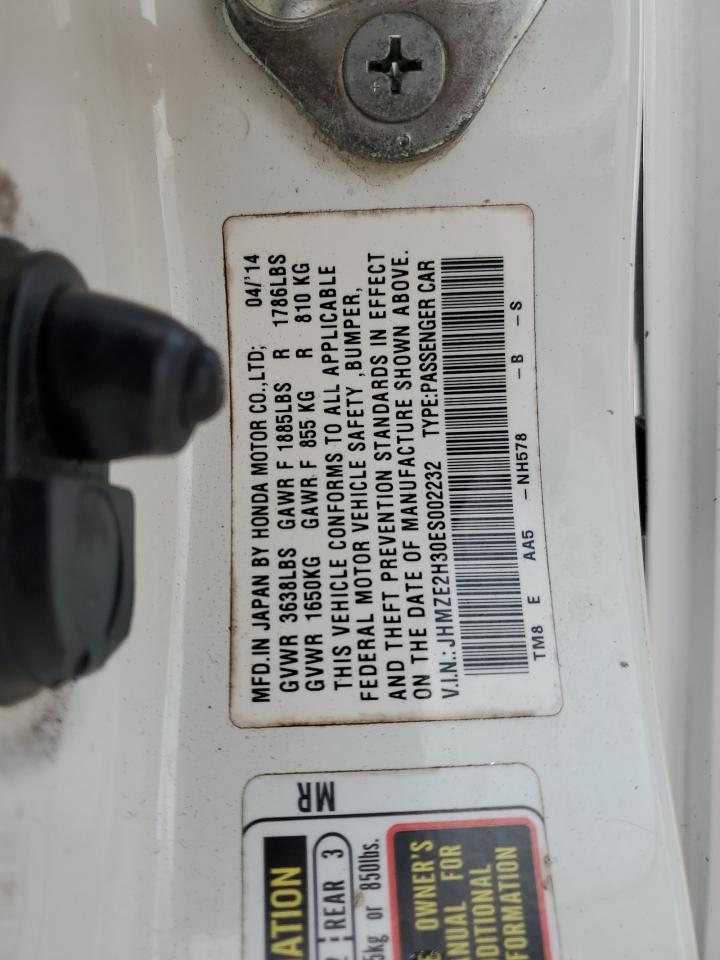 MFD.IN JAPAN BY HONDA MOTOR CO.,LTD; 04/'14
GVWR 3638LBS GAWR F 1885LBS R 1786LBS
GVWR 1650KG GAWR F 855 KG R 810 KG
THIS VEHICLE CONFORMS TO ALL APPLICABLE
FEDERAL MOTOR VEHICLE SAFETY ,BUMPER,
AND THEFT PREVENTION STANDARDS IN EFFECT
ON THE DATE OF MANUFACTURE SHOWN ABOVE.
V.I.N.: JHMZE2H30ES002232 TYPE:PASSENGER CAR
TM8 E AA5 - NH578 -B -S
MR
ATION
REAR 3
5kg or 850lbs.
OWNER'S
ANUAL FOR
DITIONAL
FORMATION